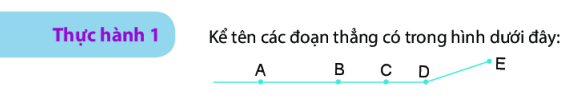 Thực hành 1
Kể tên các đoạn thẳng có trong hình dưới đây:
A B C D E